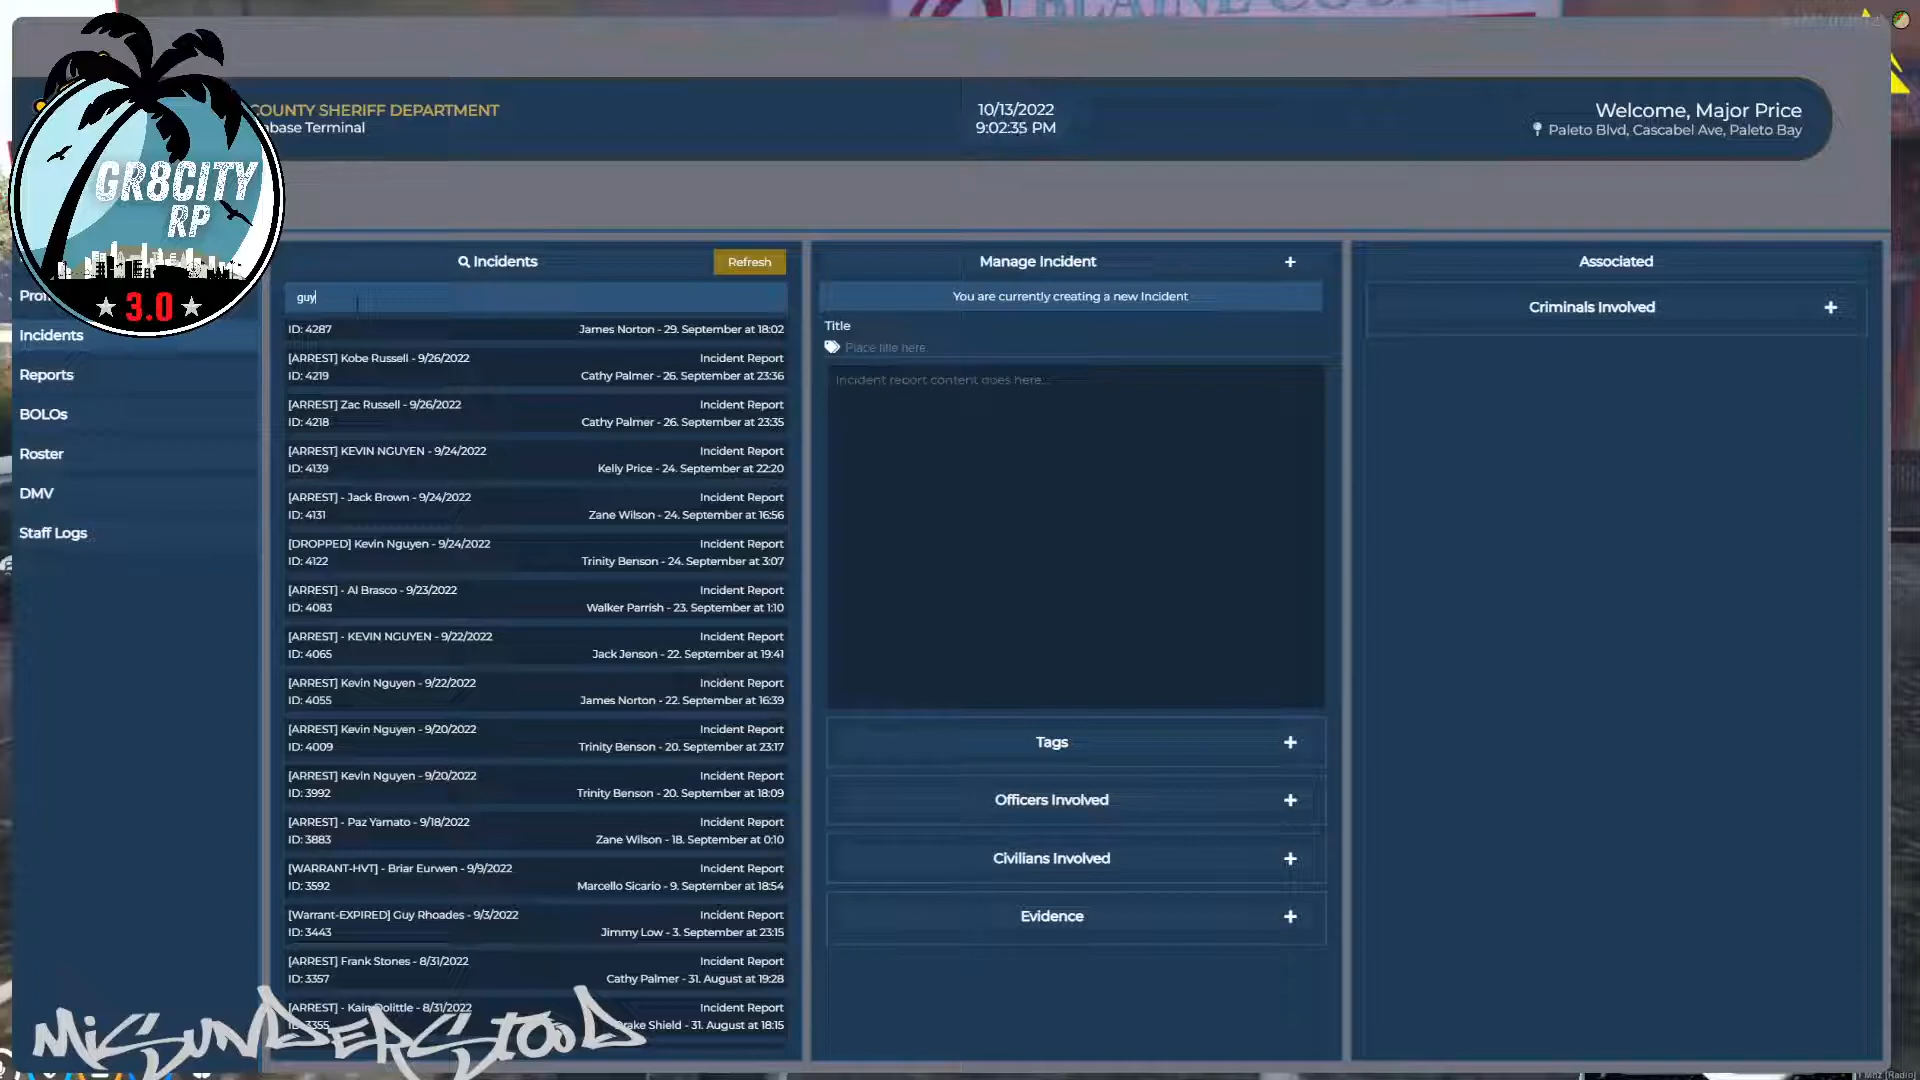 BLAINE COU
COUNTY SHERIFF DEPARTMENT
abase Terminal
10/13/2022
9:02:35 PM
Welcome, Major Price
Paleto Blvd, Cascabel Ave, Paleto Bay
GR8CITY
RP
3.0
Incidents
Reports
BOLOs
Roster
DMV
Staff Logs
Incidents
Refresh
guy
ID: 4287 James Norton - 29. September at 18:02
[ARREST] Kobe Russell - 9/26/2022 Incident Report
ID: 4219 Cathy Palmer - 26. September at 23:36
[ARREST] Zac Russell - 9/26/2022 Incident Report
ID: 4218 Cathy Palmer - 26. September at 23:35
[ARREST] KEVIN NGUYEN - 9/24/2022 Incident Report
ID: 4139 Kelly Price - 24. September at 22:20
[ARREST] - Jack Brown - 9/24/2022 Incident Report
ID: 4131 Zane Wilson - 24. September at 16:56
[DROPPED] Kevin Nguyen - 9/24/2022 Incident Report
ID: 4122 Trinity Benson - 24. September at 3:07
[ARREST] - Al Brasco - 9/23/2022 Incident Report
ID: 4083 Walker Parrish - 23. September at 1:10
[ARREST] - KEVIN NGUYEN - 9/22/2022 Incident Report
ID: 4065 Jack Jenson - 22. September at 19:41
[ARREST] Kevin Nguyen - 9/22/2022 Incident Report
ID: 4055 James Norton - 22. September at 16:39
[ARREST] Kevin Nguyen - 9/20/2022 Incident Report
ID: 4009 Trinity Benson - 20. September at 23:17
[ARREST] Kevin Nguyen - 9/20/2022 Incident Report
ID: 3992 Trinity Benson - 20. September at 18:09
[ARREST] - Paz Yamato - 9/18/2022 Incident Report
ID: 3883 Zane Wilson - 18. September at 0:10
[WARRANT-HVT] - Briar Eurwen - 9/9/2022 Incident Report
ID: 3592 Marcello Sicario - 9. September at 18:54
[Warrant-EXPIRED] Guy Rhoades - 9/3/2022 Incident Report
ID: 3443 Jimmy Low - 3. September at 23:15
[ARREST] Frank Stones - 8/31/2022 Incident Report
ID: 3357 Cathy Palmer - 31. August at 19:28
[ARREST] - Kain Dolittle - 8/31/2022 Incident Report
ID: 3355 Drake Shield - 31. August at 18:15
Manage Incident
You are currently creating a new Incident
Title
Place title here.
Incident report content goes here...
Tags
Officers Involved
Civilians Involved
Evidence
Associated
Criminals Involved
MiSUNDERSTOOD